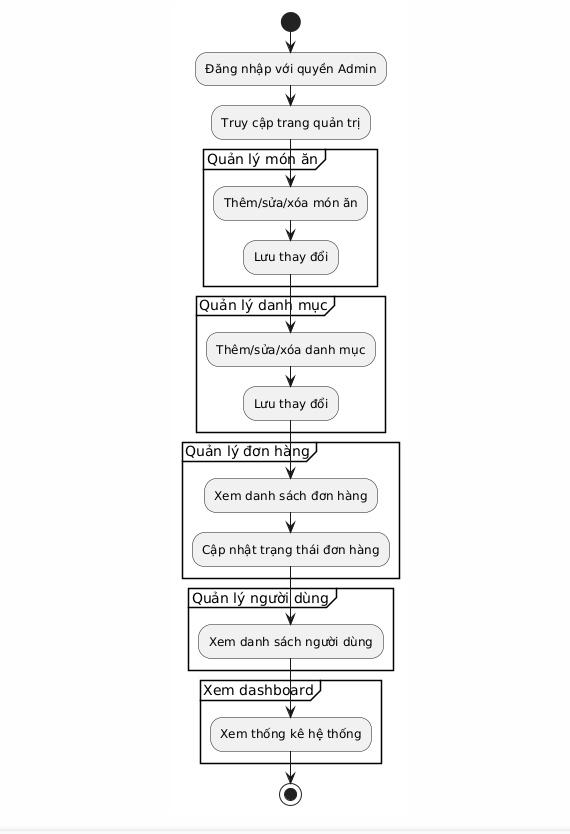 Đăng nhập với quyền Admin
Truy cập trang quản trị
Quản lý món ăn
Thêm/sửa/xóa món ăn
Lưu thay đổi
Quản lý danh mục
Thêm/sửa/xóa danh mục
Lưu thay đổi
Quản lý đơn hàng
Xem danh sách đơn hàng
Cập nhật trạng thái đơn hàng
Quản lý người dùng
Xem danh sách người dùng
Xem dashboard
Xem thống kê hệ thống